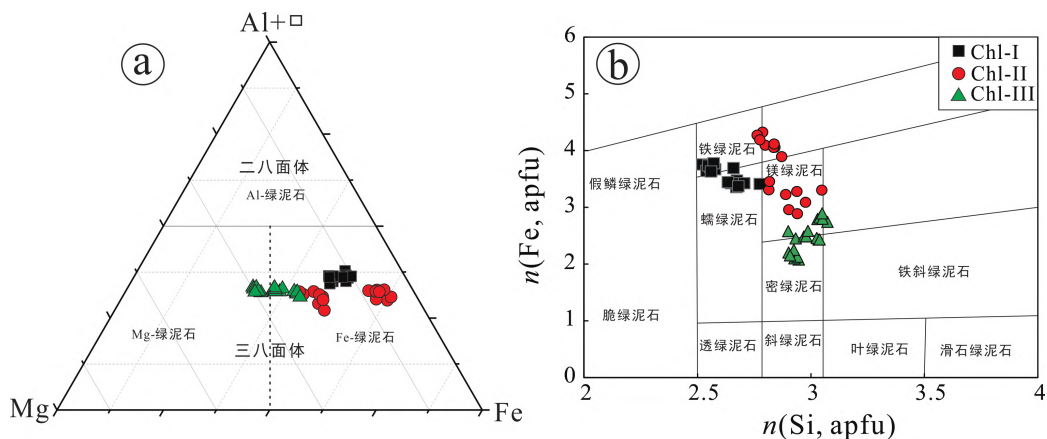 Al+□
a
二八面体
Al-绿泥石
Mg-绿泥石
Fe-绿泥石
三八面体
Mg
Fe
b
Chl-I
Chl-II
Chl-III
6
5
4
3
2
1
0
n(Fe, apfu)
铁绿泥石
镁绿泥石
假鳞绿泥石
蠕绿泥石
铁斜绿泥石
密绿泥石
脆绿泥石
透绿泥石
斜绿泥石
叶绿泥石
滑石绿泥石
2
2.5
3
3.5
4
n(Si, apfu)